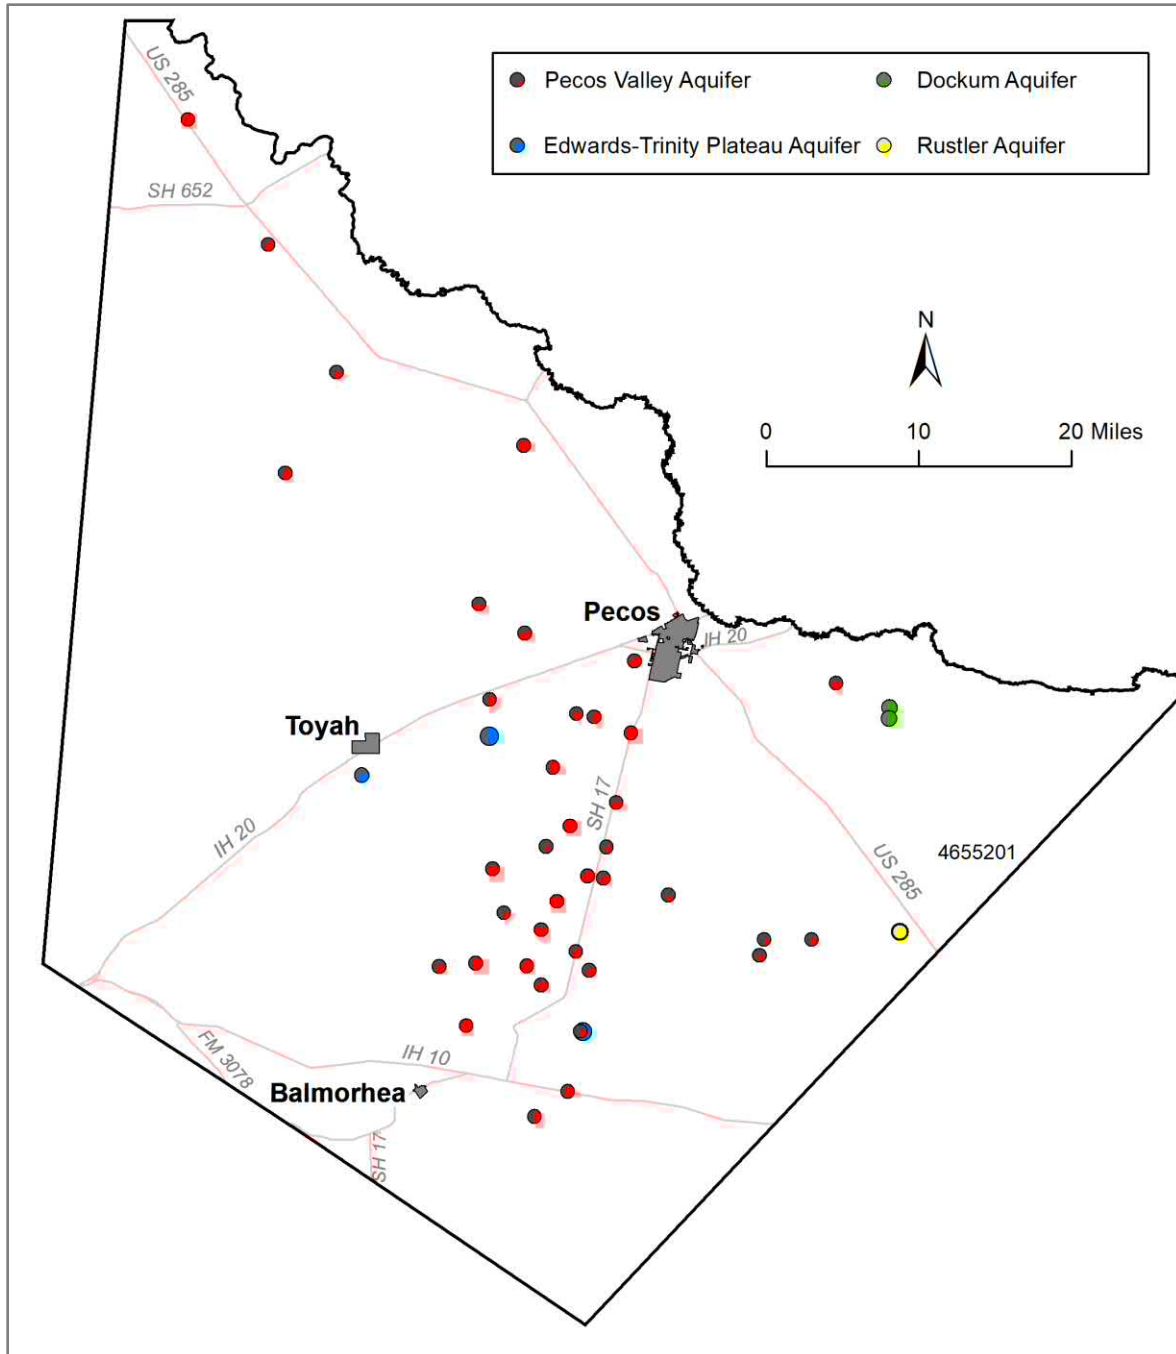 US 285
Pecos Valley Aquifer
Dockum Aquifer
Edwards-Trinity Plateau Aquifer
Rustler Aquifer
SH 652
N
0 10 20 Miles
Pecos
IH 20
Toyah
SH 17
IH 20
US 285
4655201
FM 3078
IH 10
Balmorhea
SH 17